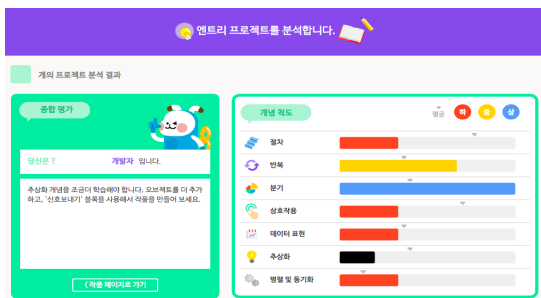 엔트리 프로젝트를 분석합니다.
개의 프로젝트 분석 결과
종합 평가
당신은 ? 개발자 입니다.
추상화 개념을 조금더 학습해야 합니다. 오브젝트를 더 추가
하고, '신호보내기' 블록을 사용해서 작품을 만들어 보세요.
〈 작품 페이지로 가기
개념 척도
평균 하 중 상
절차
반복
분기
상호작용
데이터 표현
추상화
병렬 및 동기화